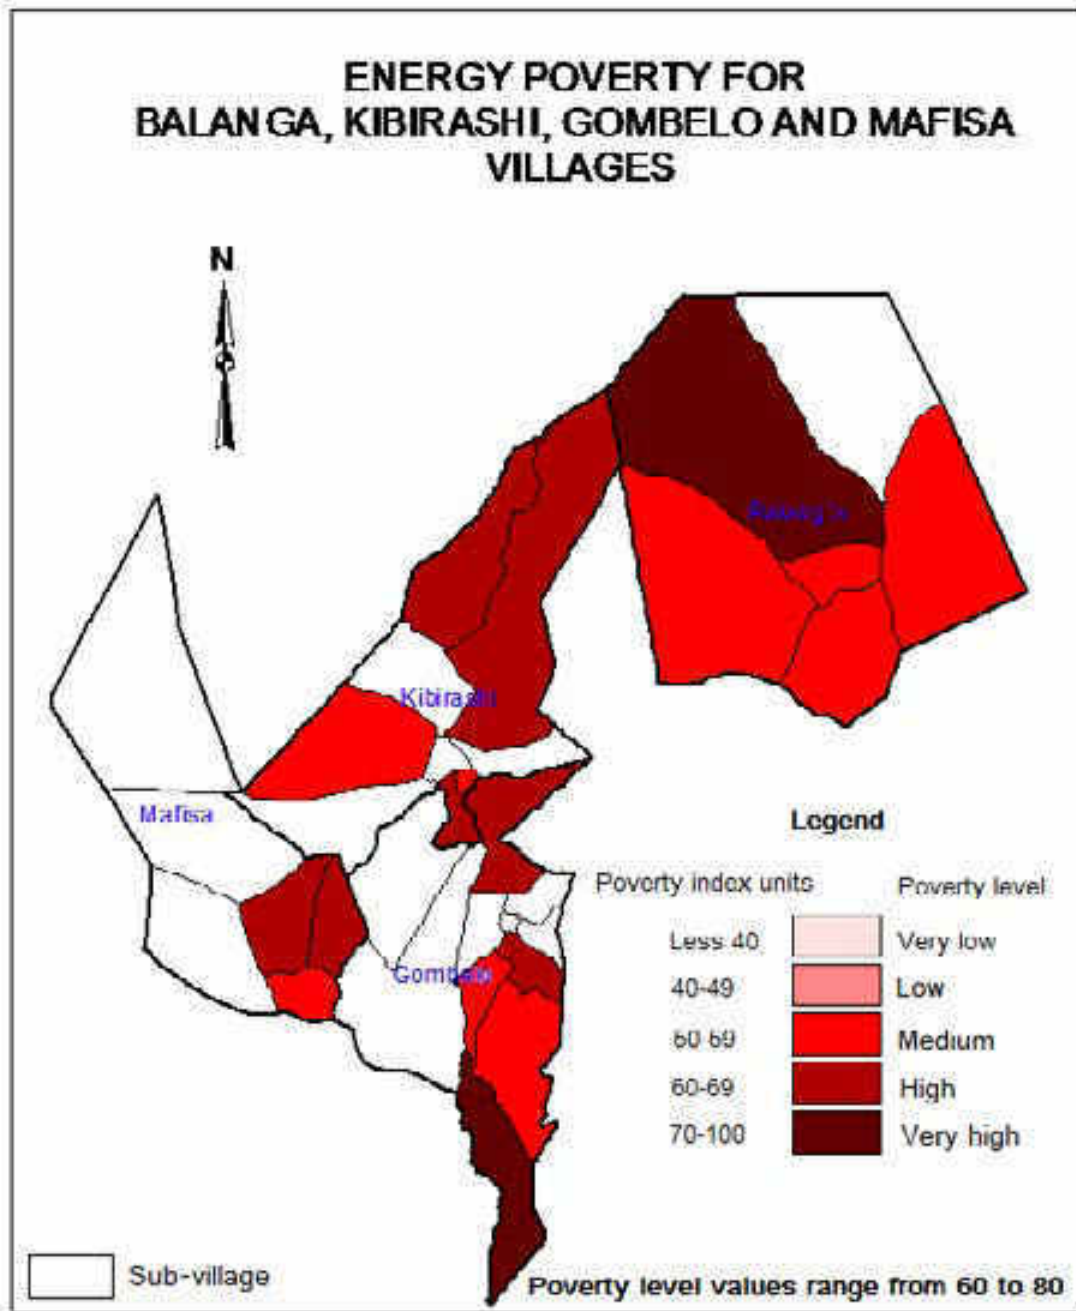 ENERGY POVERTY FOR
BALANGA, KIBIRASHI, GOMBELO AND MAFISA
VILLAGES
N
Kibirashi
Mafisa
Gombelo
Legend
Poverty index units Poverty level
Less 40 Very low
40-49 Low
Medium
60-69 High
70-100 Very high
Sub-village
Poverty level values range from 60 to 80